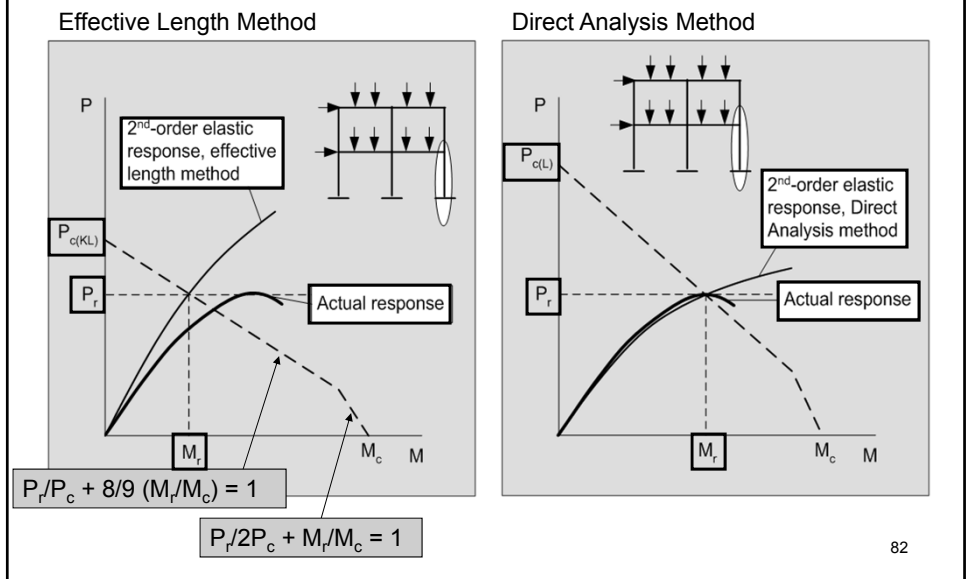 Effective Length Method
P
2nd-order elastic
response, effective
length method
Pc(KL)
Pr
Actual response
Mr
Mc
M
Pr/Pc + 8/9 (Mr/Mc) = 1
Pr/2Pc + Mr/Mc = 1
Direct Analysis Method
P
Pc(L)
2nd-order elastic
response, Direct
Analysis method
Pr
Actual response
Mr
Mc
M
82